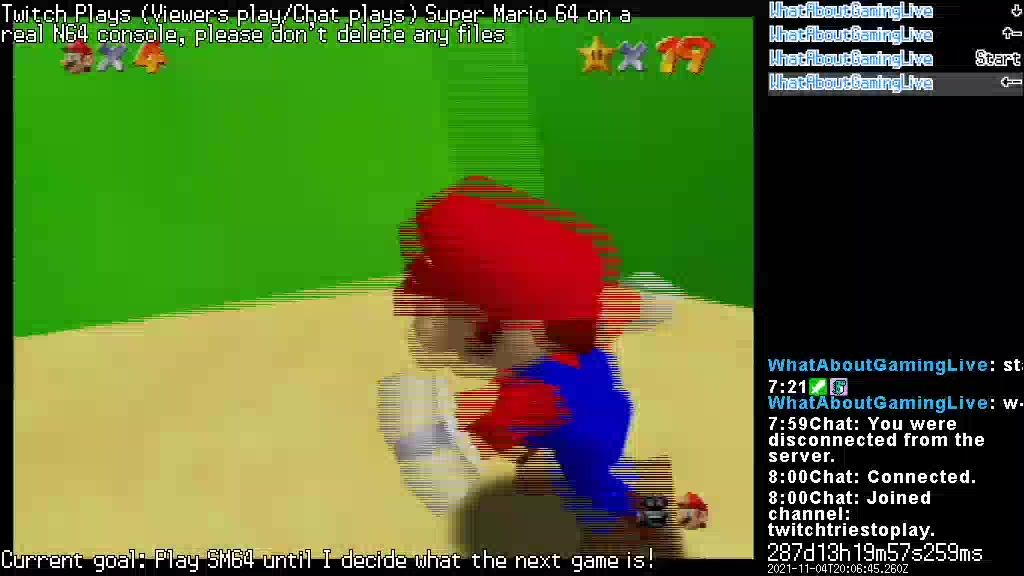 Twitch Plays (Viewers play/Chat plays) Super Mario 64 on a
real N64 console, please don't delete any files
4
19
WhatAboutGamingLive
WhatAboutGamingLive
WhatAboutGamingLive Start
WhatAboutGamingLive
WhatAboutGamingLive: st
7:21
WhatAboutGamingLive: w
7:59Chat: You were
disconnected from the
server.
8:00Chat: Connected.
8:00Chat: Joined
channel:
twitchtriestoplay.
287d13h19m57s259ms
2021-11-04T20:06:45.260Z
Current goal: Play SM64 until I decide what the next game is!